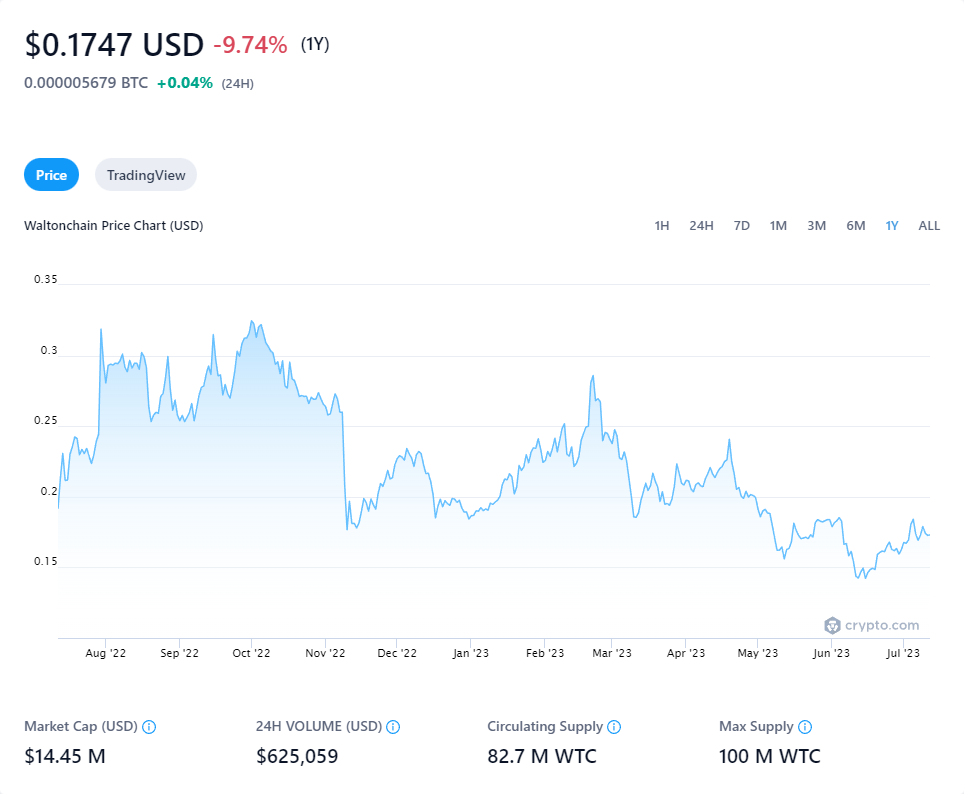 $0.1747 USD -9.74% (1Y)
0.000005679 BTC +0.04% (24H)
Price TradingView
Waltonchain Price Chart (USD) 1H 24H 7D 1M 3M 6M 1Y ALL
0.35
0.3
0.25
0.2
0.15
crypto.com
Aug '22 Sep '22 Oct '22 Nov '22 Dec '22 Jan '23 Feb '23 Mar '23 Apr '23 May '23 Jun '23 Jul '23
Market Cap (USD) 24H VOLUME (USD) Circulating Supply Max Supply
$14.45 M $625,059 82.7 M WTC 100 M WTC